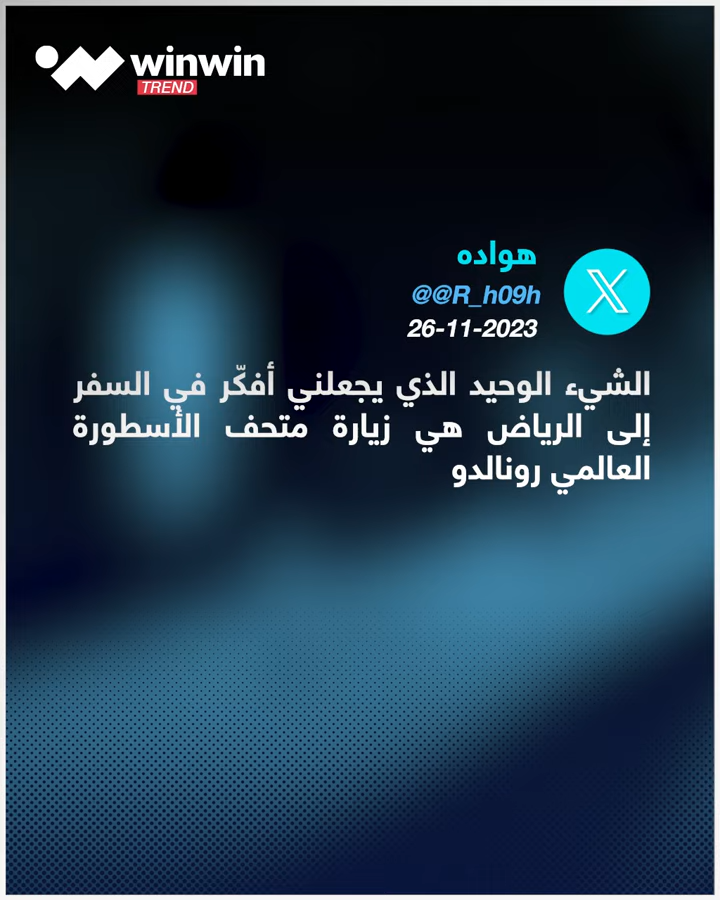 winwin
TREND
هواده
@@R_h09h
26-11-2023
الشيء الوحيد الذي يجعلني أفكّر في السفر
إلى الرياض هي زيارة متحف الأسطورة
العالمي رونالدو